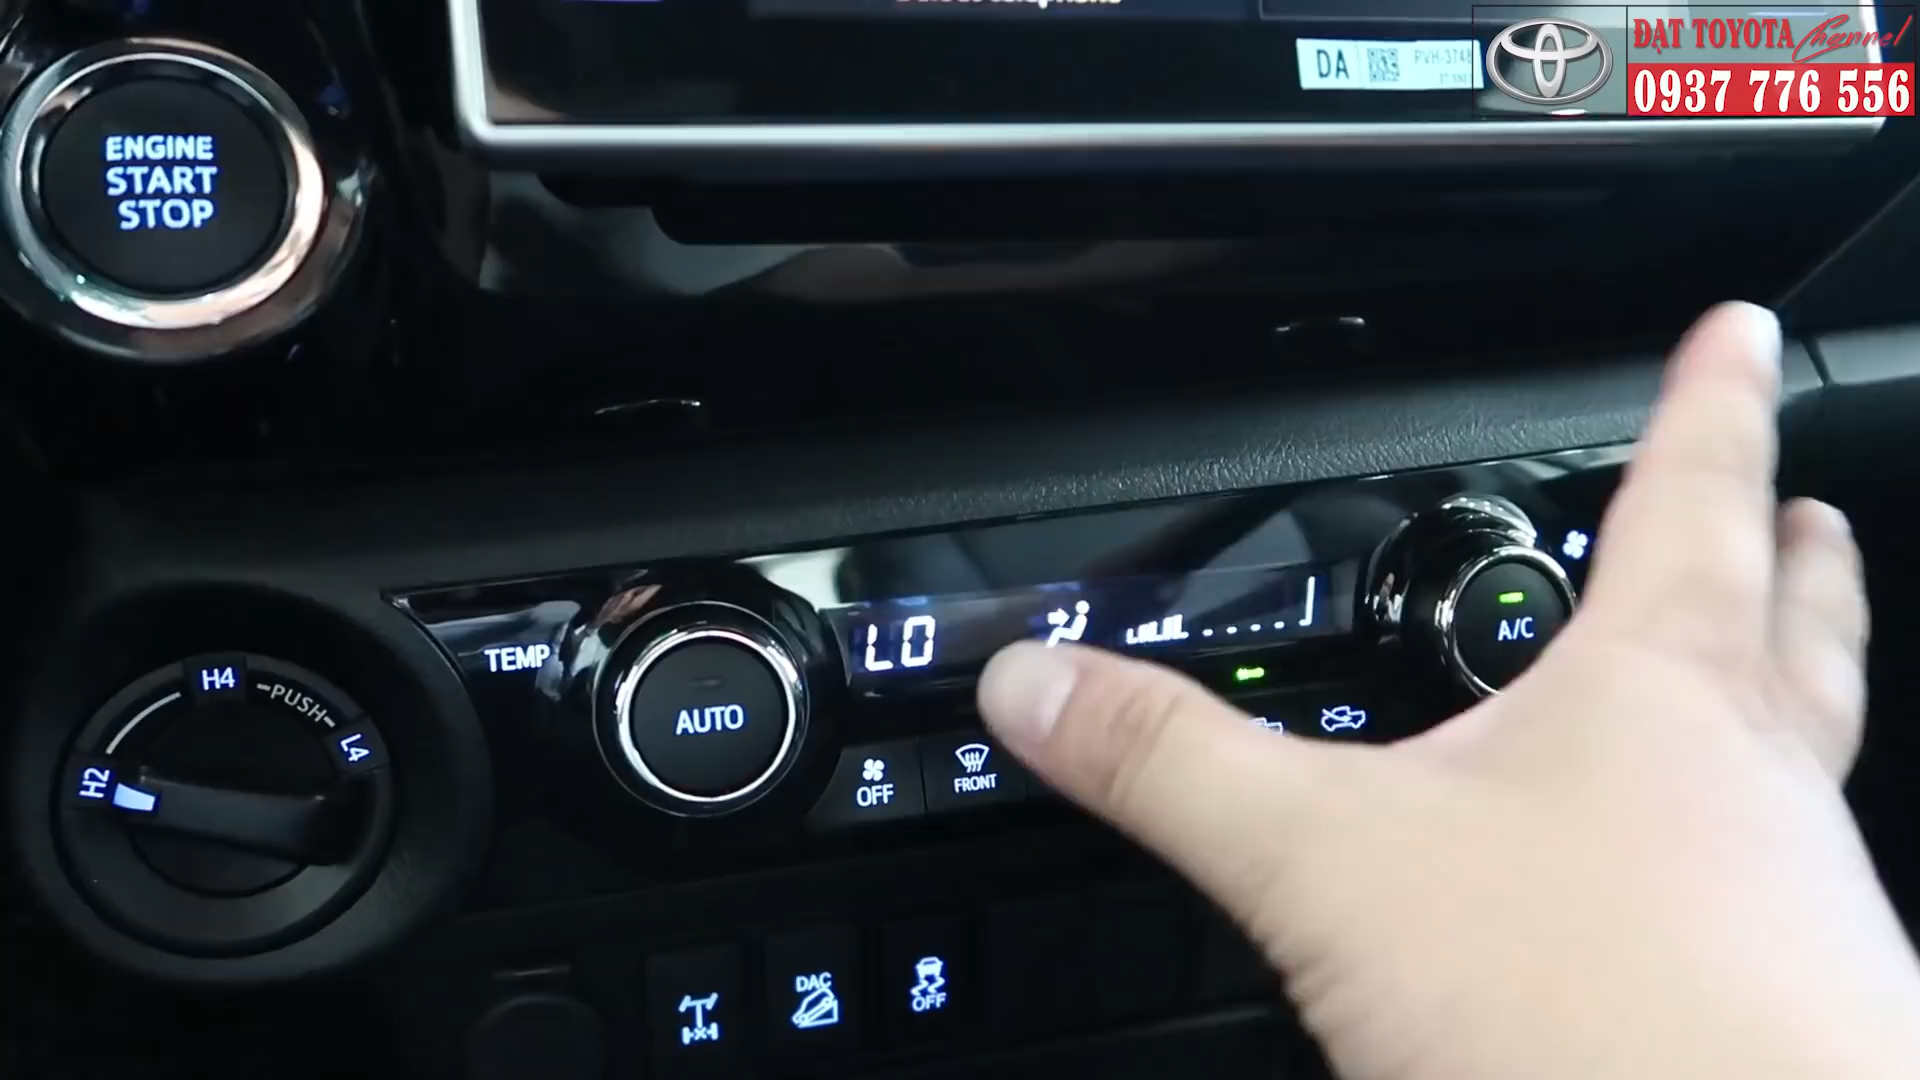 DA
ĐẠT TOYOTA Channel
0937 776 556
ENGINE
START
STOP
TEMP
AUTO
LO
A/C
H4
PUSH
L4
H2
OFF
FRONT
DAC
OFF